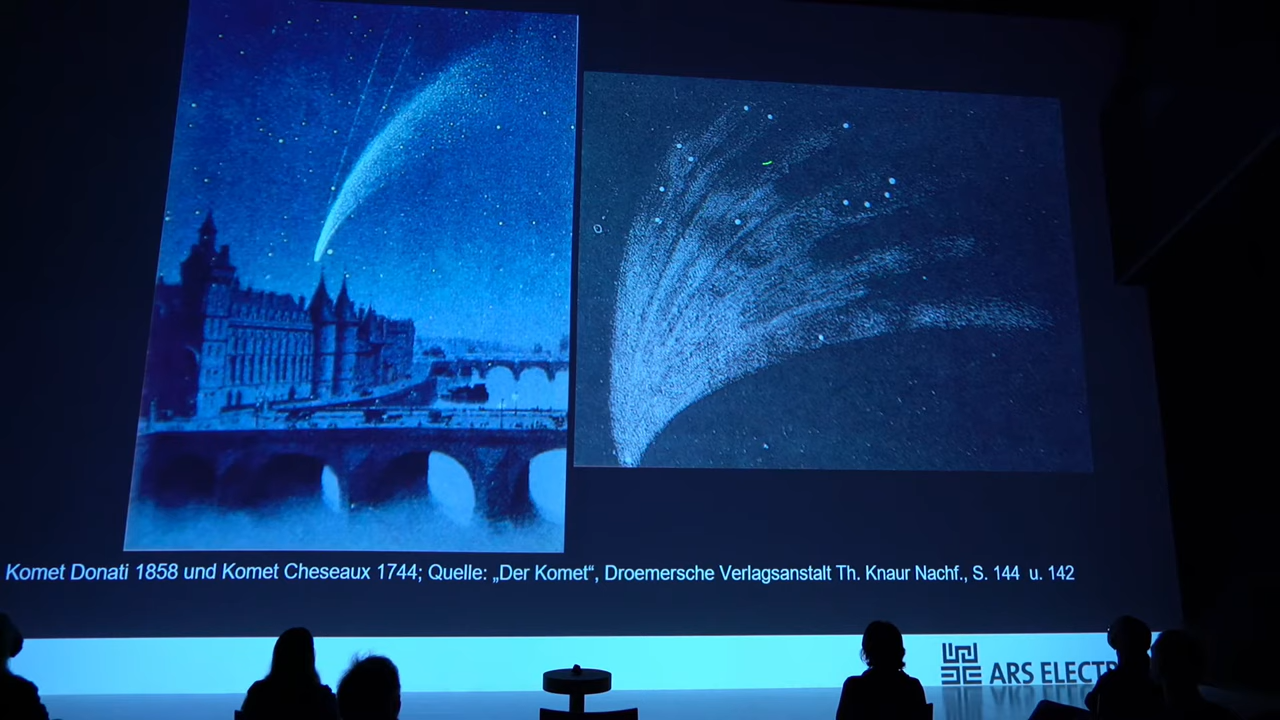 Komet Donati 1858 und Komet Cheseaux 1744; Quelle: „Der Komet“, Droemersche Verlagsanstalt Th. Knaur Nachf., S. 144 u. 142
ARS ELECTR